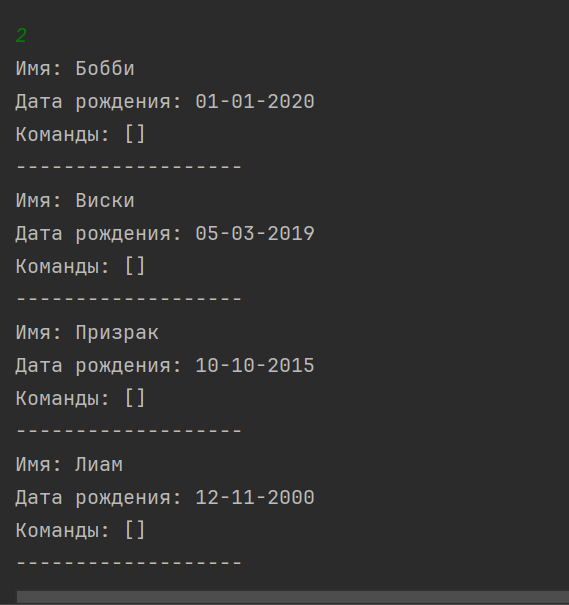 2
Имя: Бобби
Дата рождения: 01-01-2020
Команды: []
-------------------
Имя: Виски
Дата рождения: 05-03-2019
Команды: []
-------------------
Имя: Призрак
Дата рождения: 10-10-2015
Команды: []
-------------------
Имя: Лиам
Дата рождения: 12-11-2000
Команды: []
-------------------